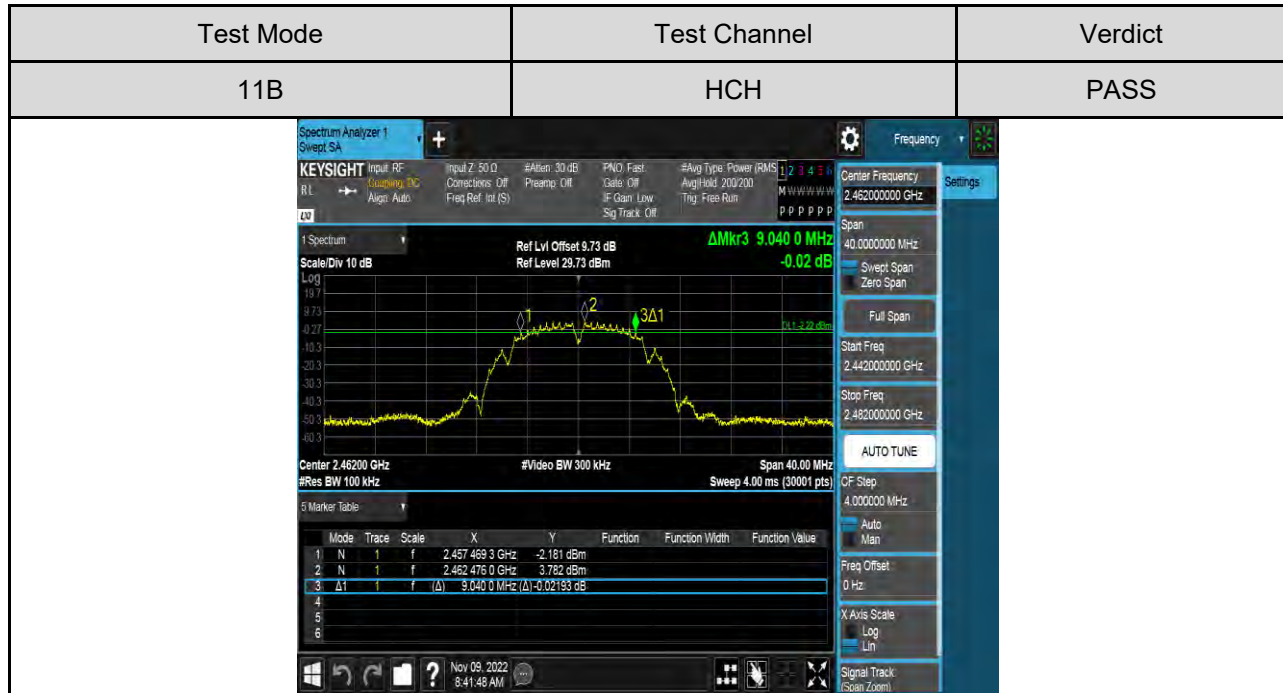 Test Mode Test Channel Verdict
11B HCH PASS
Spectrum Analyzer 1
Swept SA
+
Frequency
KEYSIGHT Input: RF Input Z: 50 Ω #Atten: 30 dB PNO: Fast #Avg Type: Power (RMS 1 2 3 4 5 6
RL Coupling: DC Corrections: Off Preamp: Off Gate: Off Avg|Hold: 200/200 M W W W W W
Align: Auto Freq Ref: Int (S) IF Gain: Low Trig: Free Run
Sig Track: Off P P P P P P
Center Frequency
2.462000000 GHz
Settings
1 Spectrum
Ref Lvl Offset 9.73 dB
ΔMkr3 9.040 0 MHz
Scale/Div 10 dB Ref Level 29.73 dBm -0.02 dB
Log
19.7
9.73
-0.27
-10.3
-20.3
-30.3
-40.3
-50.3
-60.3
1
2
3Δ1
DL1 -2.22 dBm
Center 2.46200 GHz #Video BW 300 kHz Span 40.00 MHz
#Res BW 100 kHz Sweep 4.00 ms (30001 pts)
Span
40.0000000 MHz
Swept Span
Zero Span
Full Span
Start Freq
2.442000000 GHz
Stop Freq
2.482000000 GHz
AUTO TUNE
CF Step
4.000000 MHz
Auto
Man
Freq Offset
0 Hz
X Axis Scale
Log
Lin
Signal Track
(Span Zoom)
5 Marker Table
Mode Trace Scale X Y Function Function Width Function Value
1 N 1 f 2.457 469 3 GHz -2.181 dBm
2 N 1 f 2.462 476 0 GHz 3.782 dBm
3 Δ1 1 f (Δ) 9.040 0 MHz (Δ) -0.02193 dB
4
5
6
?
Nov 09, 2022
8:41:48 AM